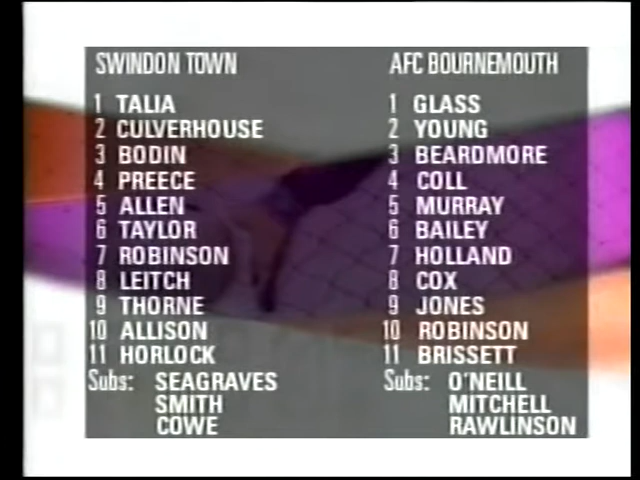 SWINDON TOWN
1 TALIA
2 CULVERHOUSE
3 BODIN
4 PREECE
5 ALLEN
6 TAYLOR
7 ROBINSON
8 LEITCH
9 THORNE
10 ALLISON
11 HORLOCK
Subs: SEAGRAVES
SMITH
COWE
AFC BOURNEMOUTH
1 GLASS
2 YOUNG
3 BEARDMORE
4 COLL
5 MURRAY
6 BAILEY
7 HOLLAND
8 COX
9 JONES
10 ROBINSON
11 BRISSETT
Subs: O'NEILL
MITCHELL
RAWLINSON